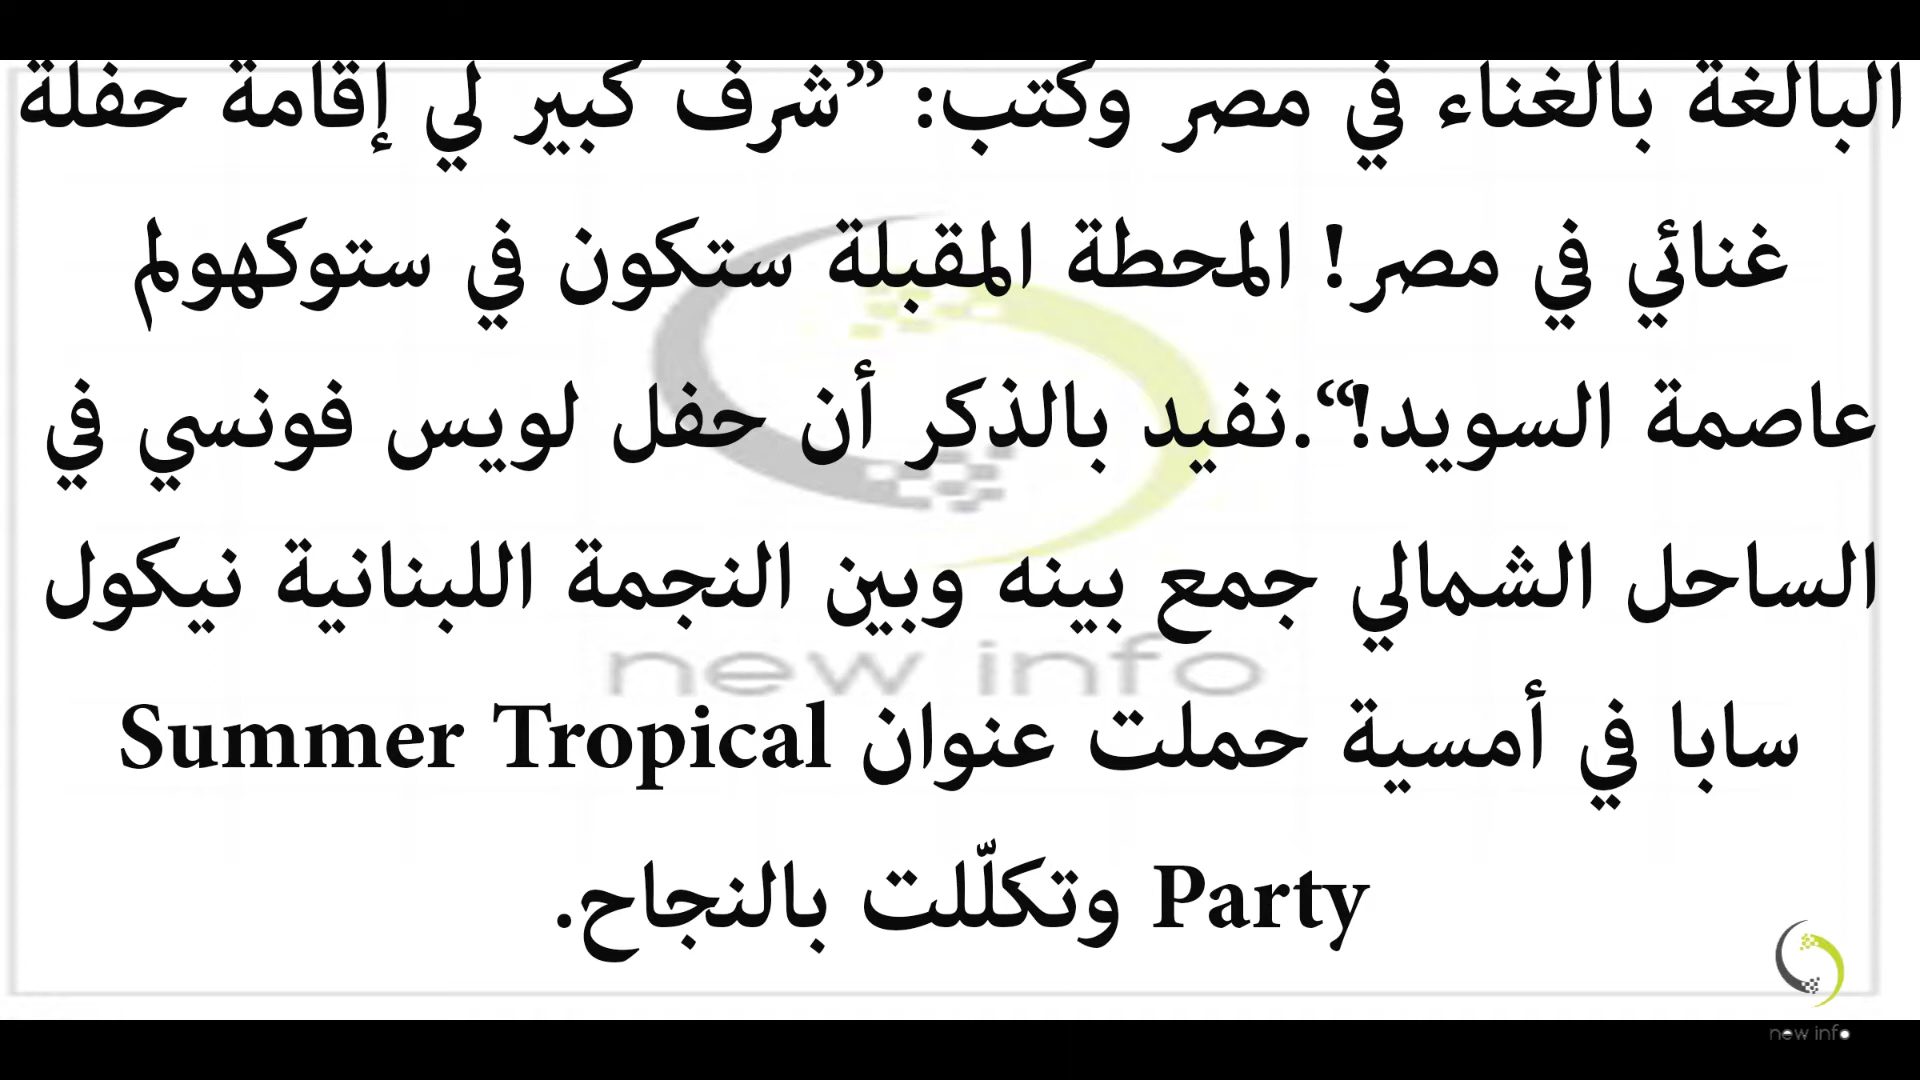 البالغة بالغناء في مصر وكتب: ”شرف كبير لي إقامة حفلة
غنائي في مصر! المحطة المقبلة ستكون في ستوكهولم
عاصمة السويد!“.نفيد بالذكر أن حفل لويس فونسي في
الساحل الشمالي جمع بينه وبين النجمة اللبنانية نيكول
سابا في أمسية حملت عنوان Summer Tropical
Party وتكلّلت بالنجاح.
new info
new info